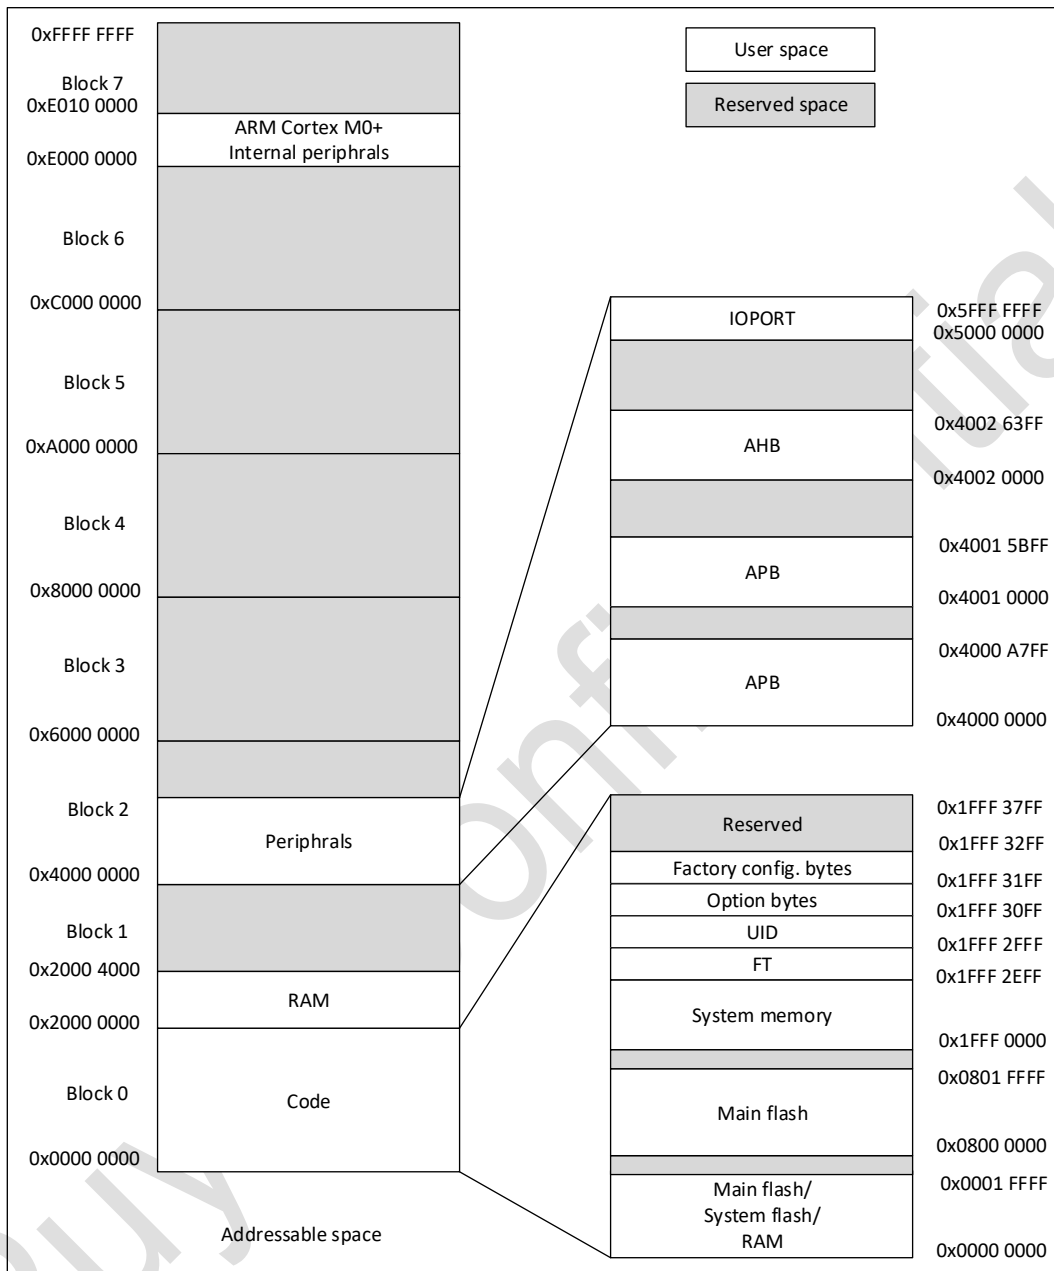 0xFFFF FFFF
Block 7
0xE010 0000
ARM Cortex M0+
Internal periphrals
0xE000 0000
Block 6
0xC000 0000
Block 5
0xA000 0000
Block 4
0x8000 0000
Block 3
0x6000 0000
Block 2
Periphrals
0x4000 0000
Block 1
0x2000 4000
RAM
0x2000 0000
Block 0
Code
0x0000 0000
Addressable space
User space
Reserved space
IOPORT
0x5FFF FFFF
0x5000 0000
0x4002 63FF
AHB
0x4002 0000
0x4001 5BFF
APB
0x4001 0000
0x4000 A7FF
APB
0x4000 0000
0x1FFF 37FF
Reserved
0x1FFF 32FF
Factory config. bytes
0x1FFF 31FF
Option bytes
0x1FFF 30FF
UID
0x1FFF 2FFF
FT
0x1FFF 2EFF
System memory
0x1FFF 0000
0x0801 FFFF
Main flash
0x0800 0000
0x0001 FFFF
Main flash/
System flash/
RAM
0x0000 0000